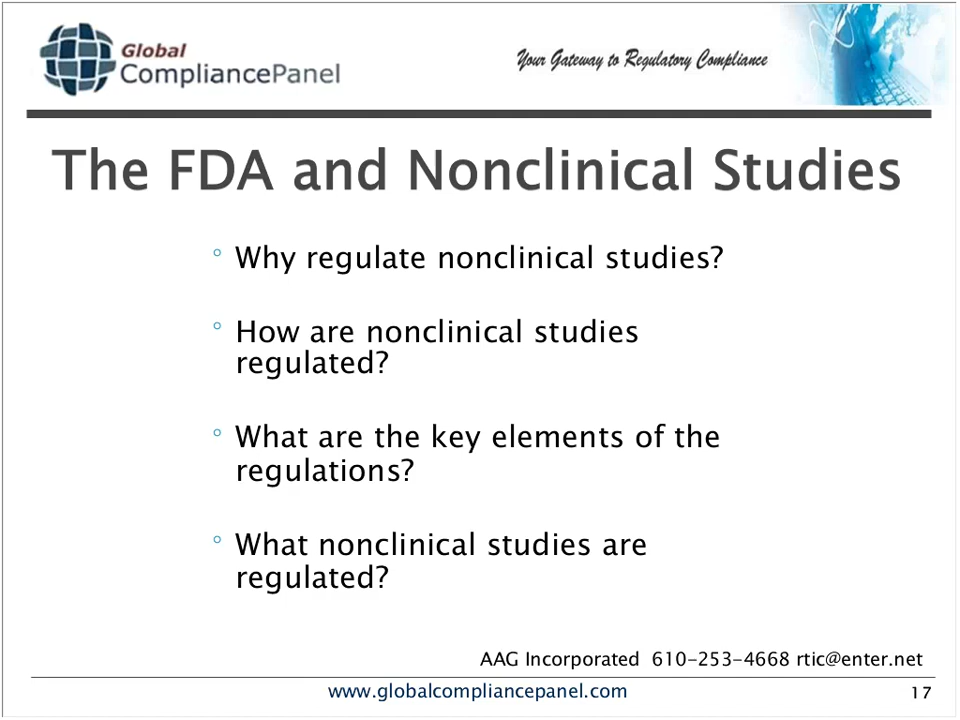 Global
CompliancePanel
Your Gateway to Regulatory Compliance
The FDA and Nonclinical Studies
° Why regulate nonclinical studies?
° How are nonclinical studies
regulated?
° What are the key elements of the
regulations?
° What nonclinical studies are
regulated?
AAG Incorporated 610-253-4668 rtic@enter.net
www.globalcompliancepanel.com
17